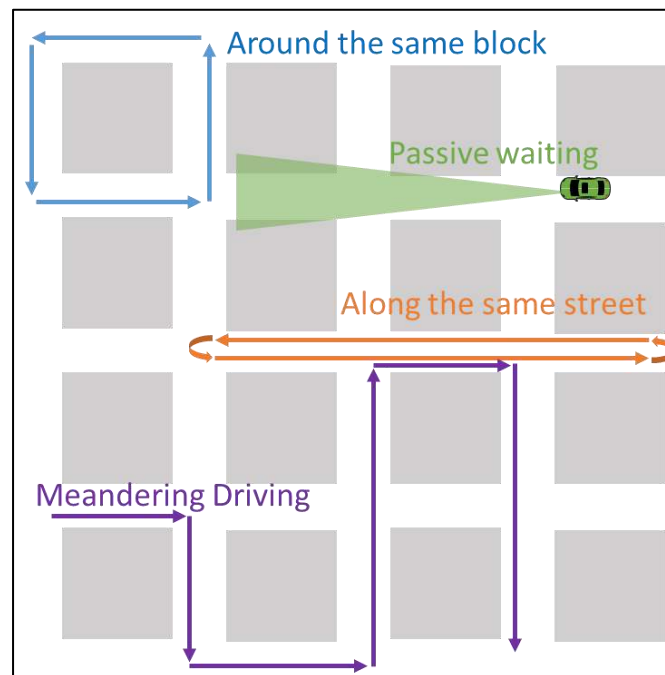 Around the same block
Passive waiting
Along the same street
Meandering Driving